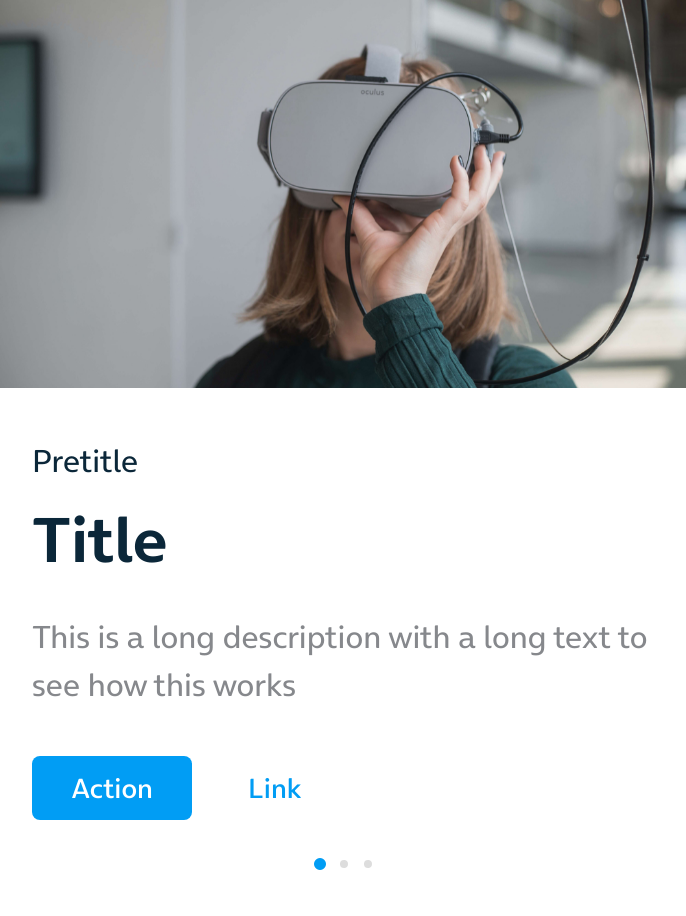 oculus
Pretitle
Title
This is a long description with a long text to
see how this works
Action
Link